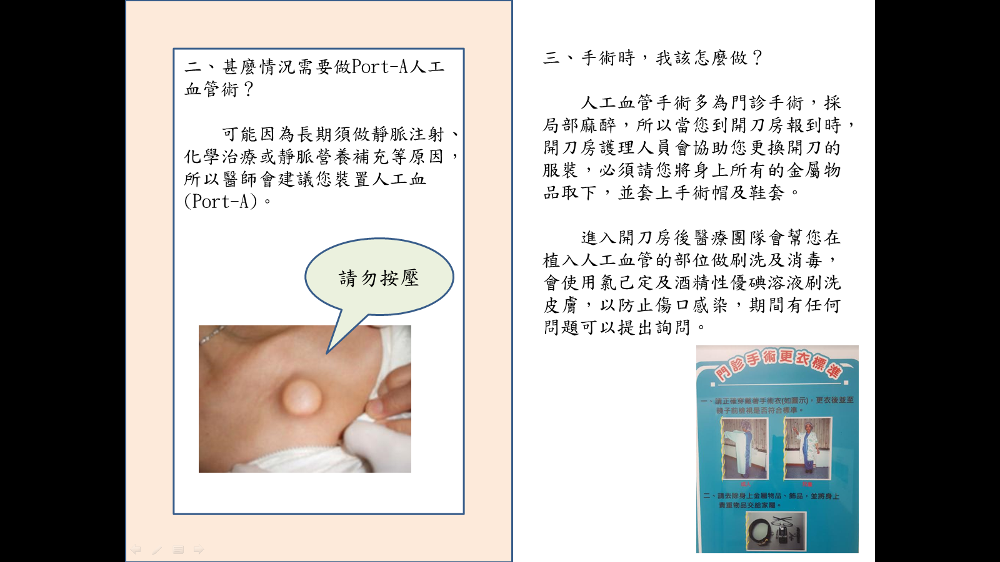 二、甚麼情況需要做Port-A人工
血管術？
可能因為長期須做靜脈注射、
化學治療或靜脈營養補充等原因，
所以醫師會建議您裝置人工血
(Port-A)。
請勿按壓
三、手術時，我該怎麼做？
人工血管手術多為門診手術，採
局部麻醉，所以當您到開刀房報到時，
開刀房護理人員會協助您更換開刀的
服裝，必須請您將身上所有的金屬物
品取下，並套上手術帽及鞋套。
進入開刀房後醫療團隊會幫您在
植入人工血管的部位做刷洗及消毒，
會使用氯己定及酒精性優碘溶液刷洗
皮膚，以防止傷口感染，期間有任何
問題可以提出詢問。
門診手術更衣標準
一、請正確穿戴著手術衣(如圖示)，更衣後並至
鏡子前檢視是否符合標準。
成人
兒童
二、請去除身上金屬物品、飾品，並將身上
貴重物品交給家屬。